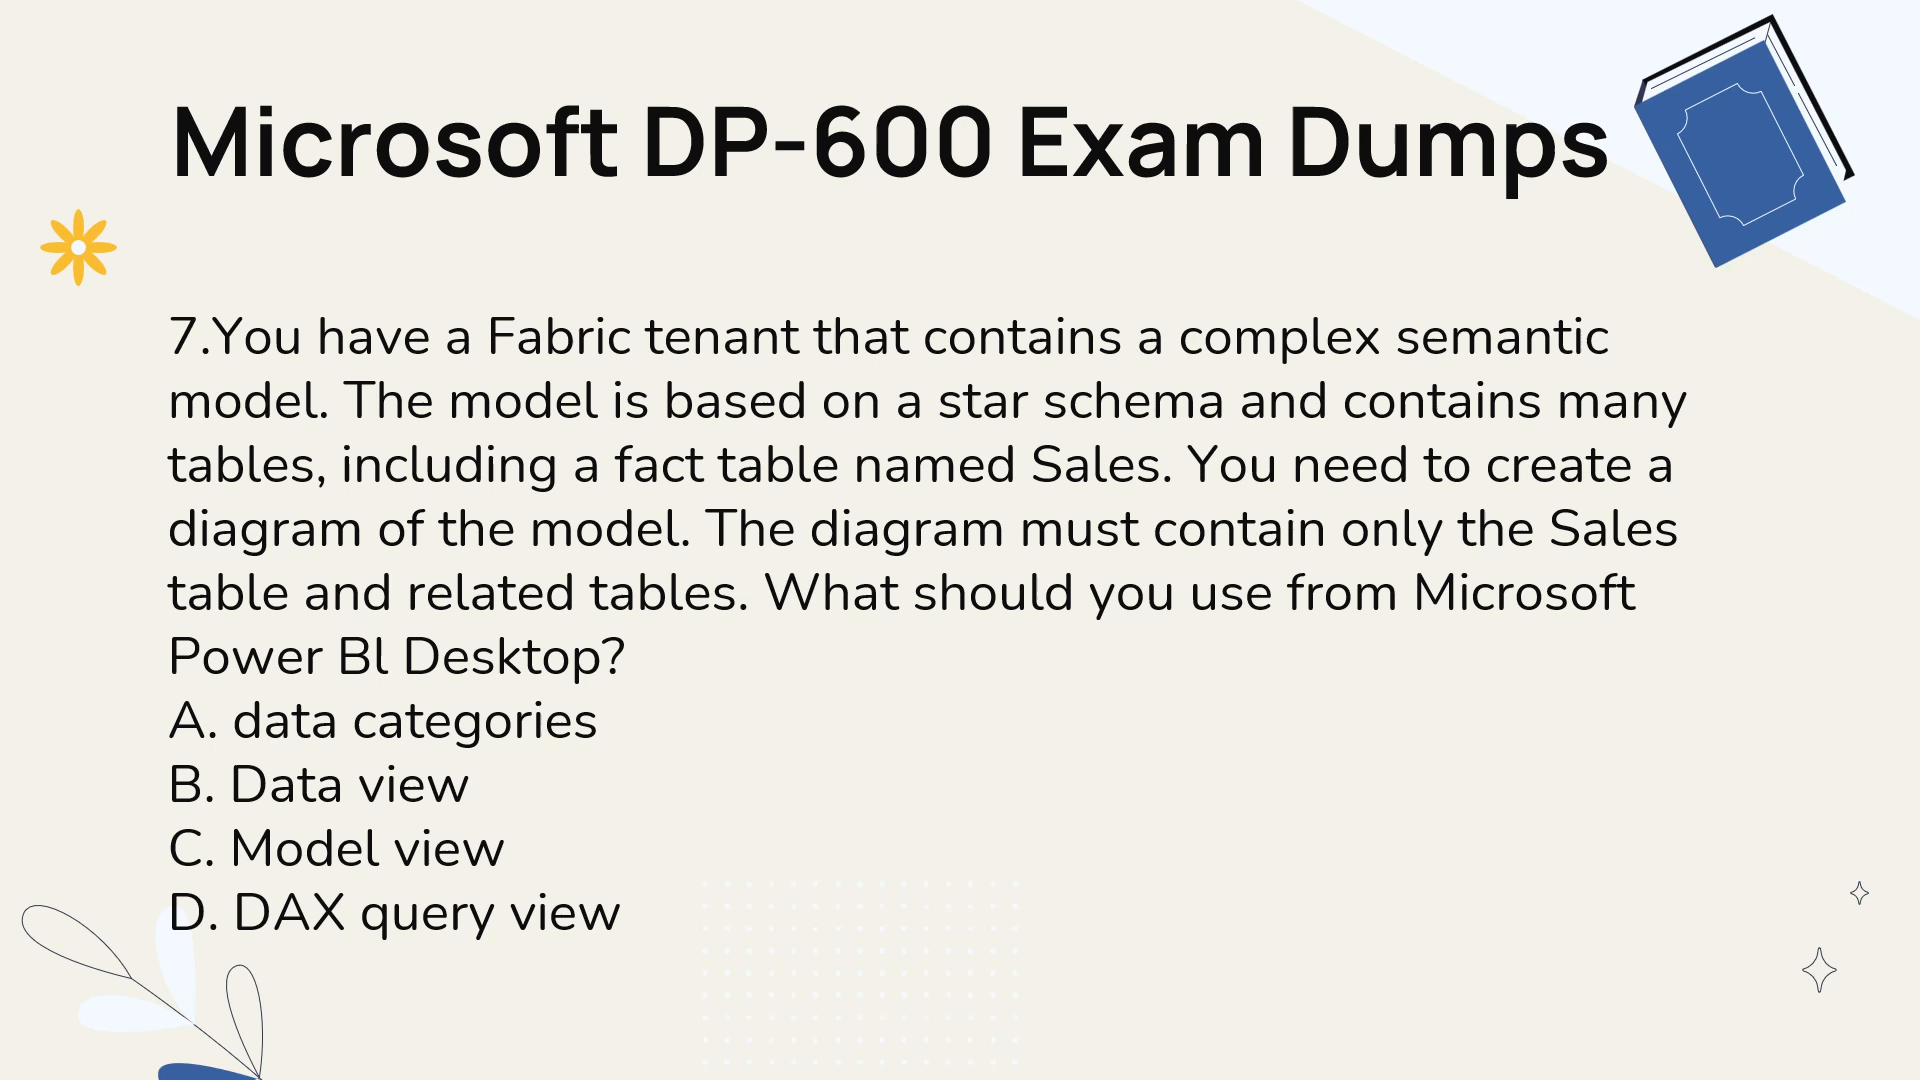 Microsoft DP-600 Exam Dumps
7.You have a Fabric tenant that contains a complex semantic
model. The model is based on a star schema and contains many
tables, including a fact table named Sales. You need to create a
diagram of the model. The diagram must contain only the Sales
table and related tables. What should you use from Microsoft
Power Bl Desktop?
A. data categories
B. Data view
C. Model view
D. DAX query view